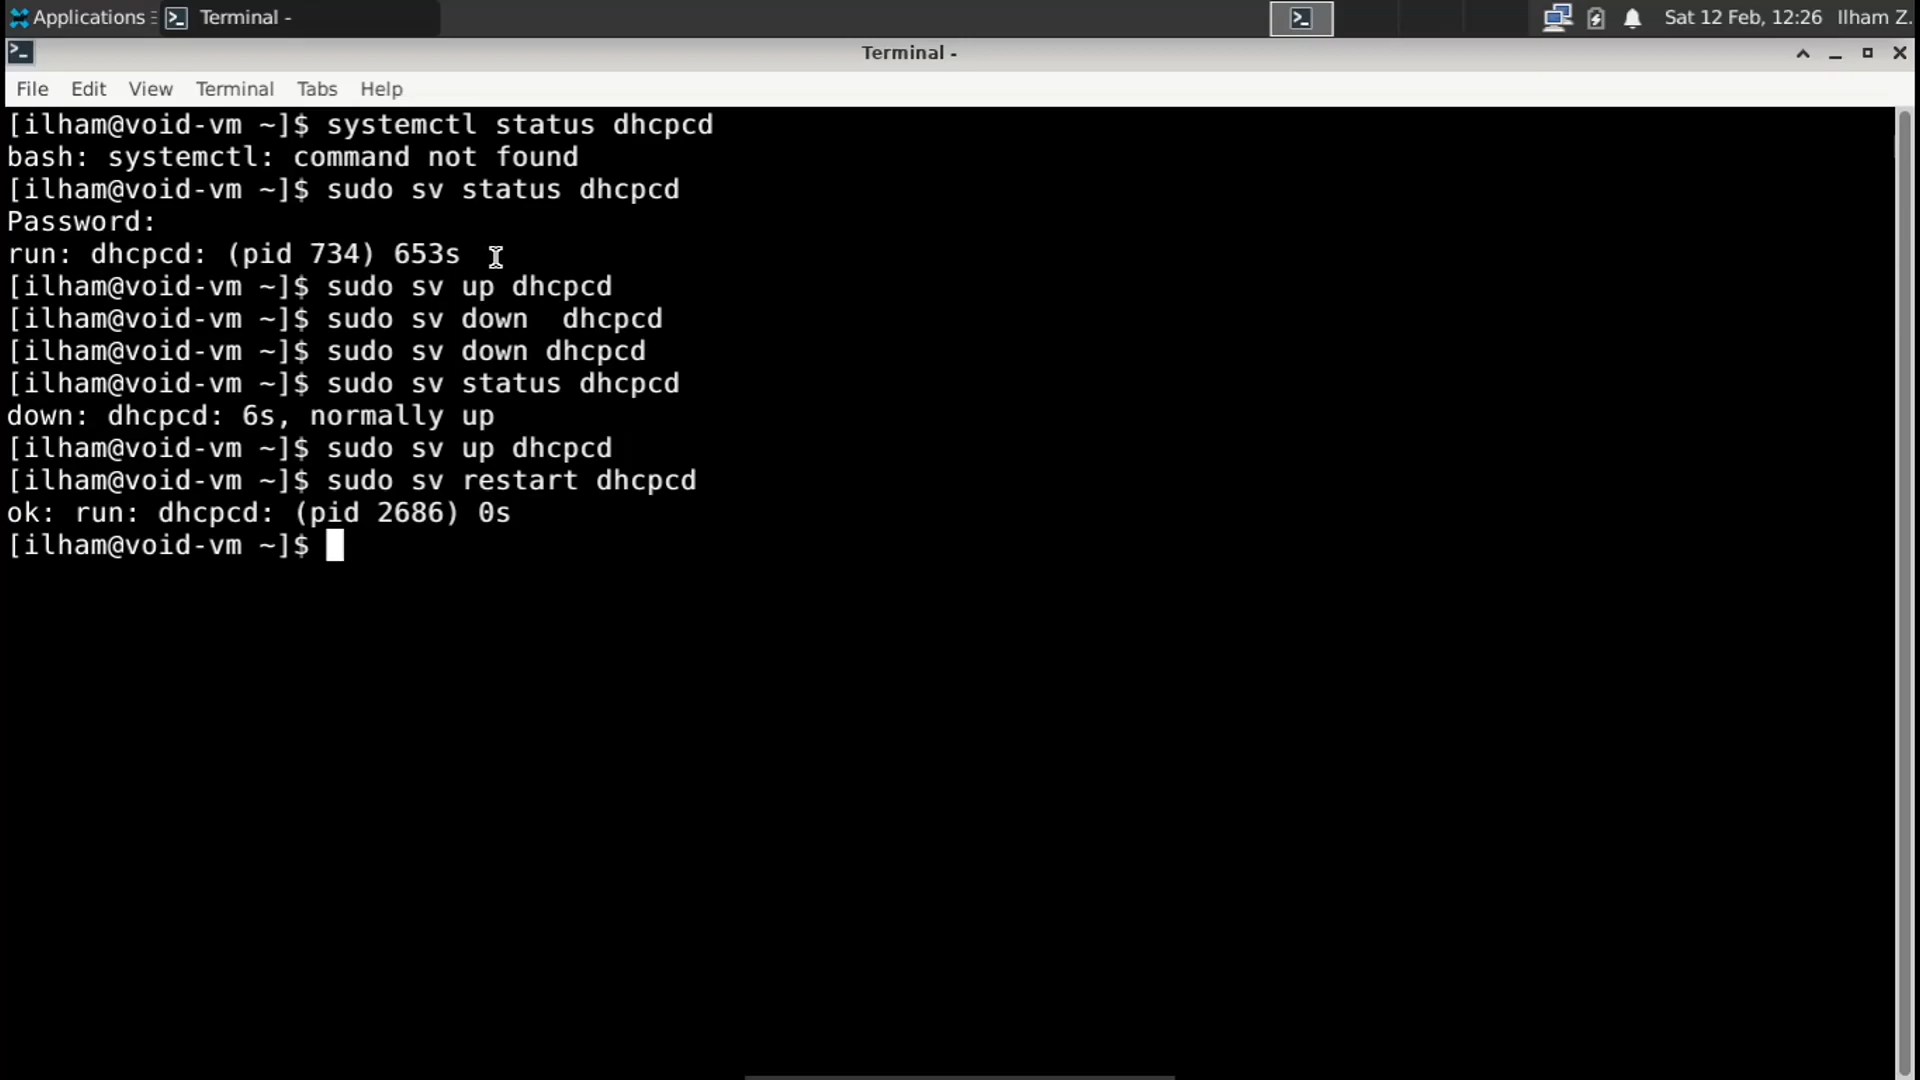 Applications Terminal - Sat 12 Feb, 12:26 Ilham Z.
Terminal -
File Edit View Terminal Tabs Help
[ilham@void-vm ~]$ systemctl status dhcpcd
bash: systemctl: command not found
[ilham@void-vm ~]$ sudo sv status dhcpcd
Password:
run: dhcpcd: (pid 734) 653s
[ilham@void-vm ~]$ sudo sv up dhcpcd
[ilham@void-vm ~]$ sudo sv down  dhcpcd
[ilham@void-vm ~]$ sudo sv down dhcpcd
[ilham@void-vm ~]$ sudo sv status dhcpcd
down: dhcpcd: 6s, normally up
[ilham@void-vm ~]$ sudo sv up dhcpcd
[ilham@void-vm ~]$ sudo sv restart dhcpcd
ok: run: dhcpcd: (pid 2686) 0s
[ilham@void-vm ~]$